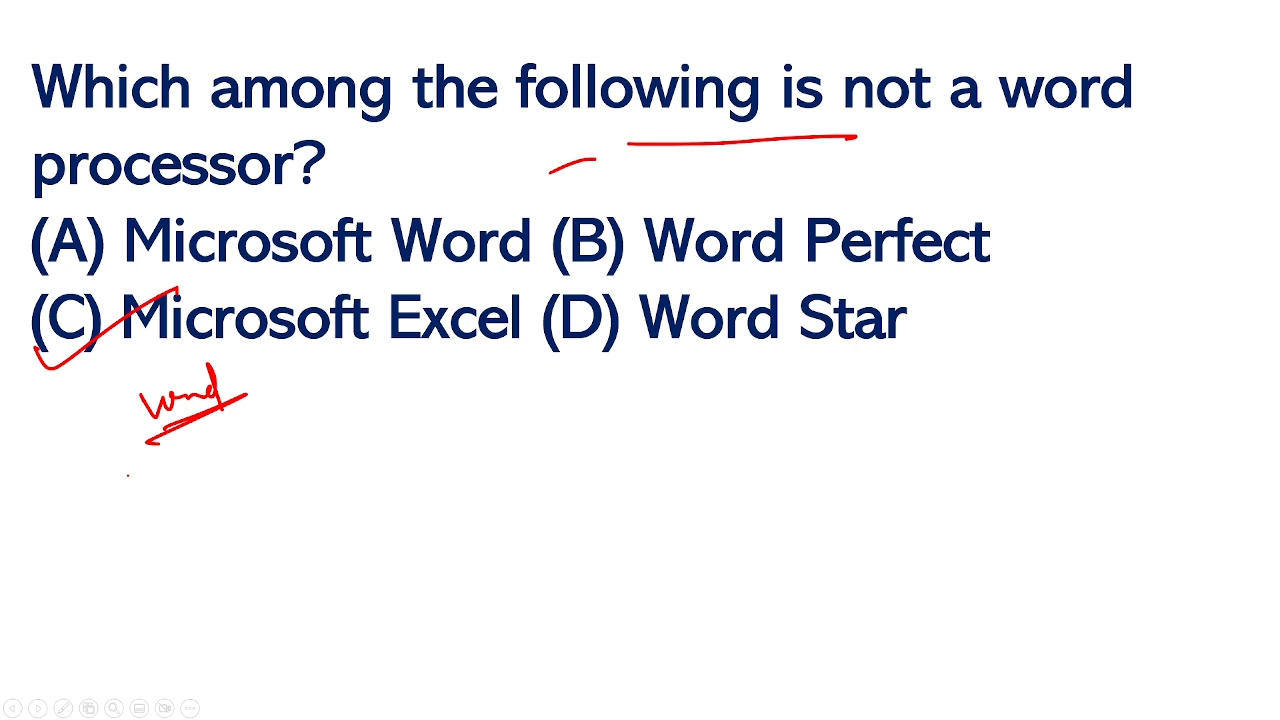 Which among the following is not a word
processor?
(A) Microsoft Word (B) Word Perfect
(C) Microsoft Excel (D) Word Star
word